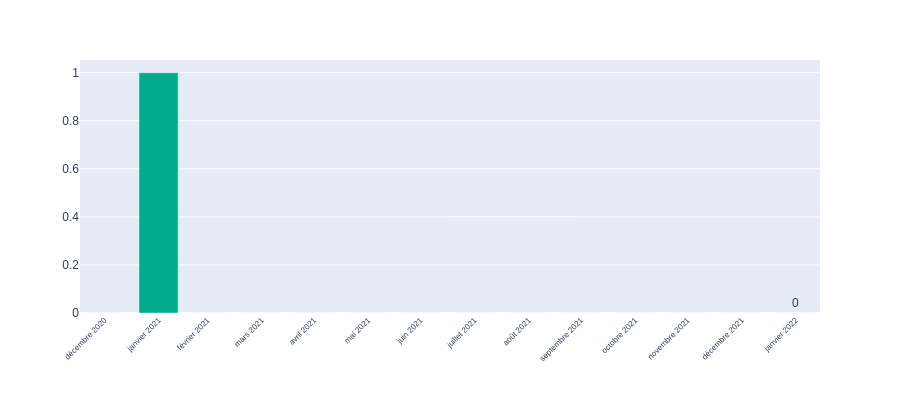 1
0.8
0.6
0.4
0.2
0
0
décembre 2020
janvier 2021
février 2021
mars 2021
avril 2021
mai 2021
juin 2021
juillet 2021
août 2021
septembre 2021
octobre 2021
novembre 2021
décembre 2021
janvier 2022